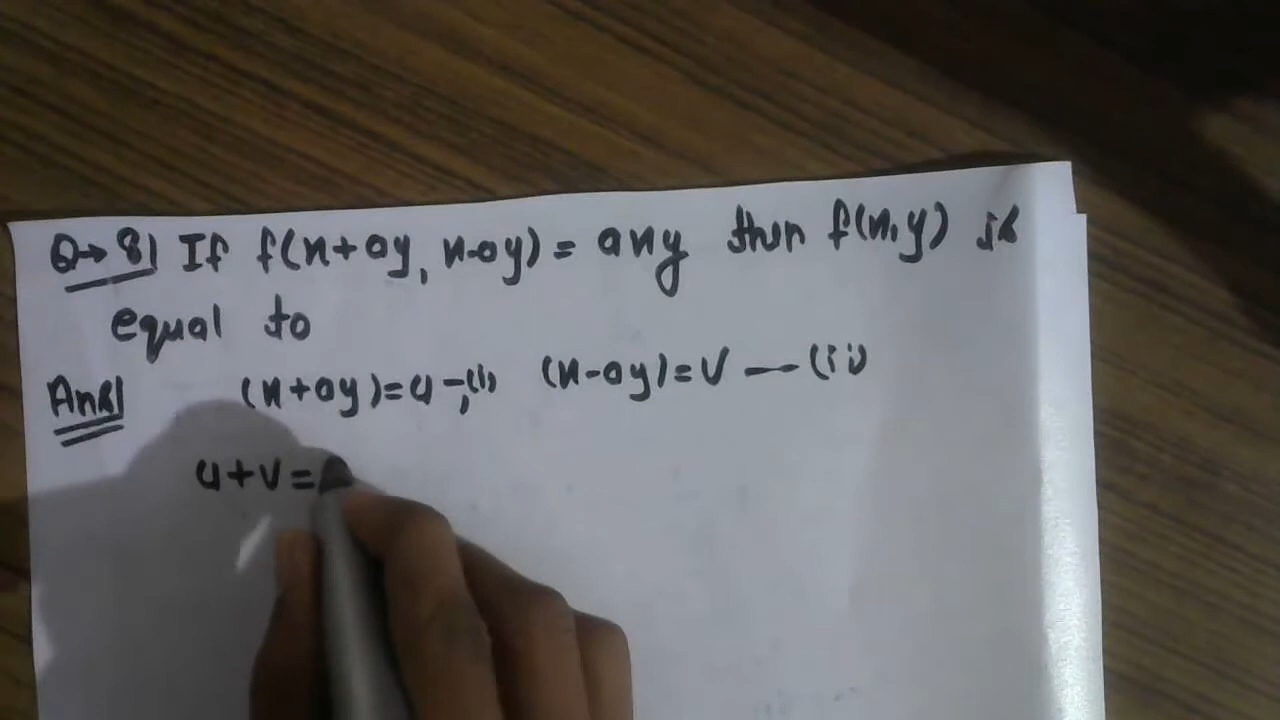 Q→8) If f(x+ay, x-ay) = axy then f(x,y) is
equal to
Ans) (x+ay)=u-,(i) (x-ay)=V—(ii)
u+v=